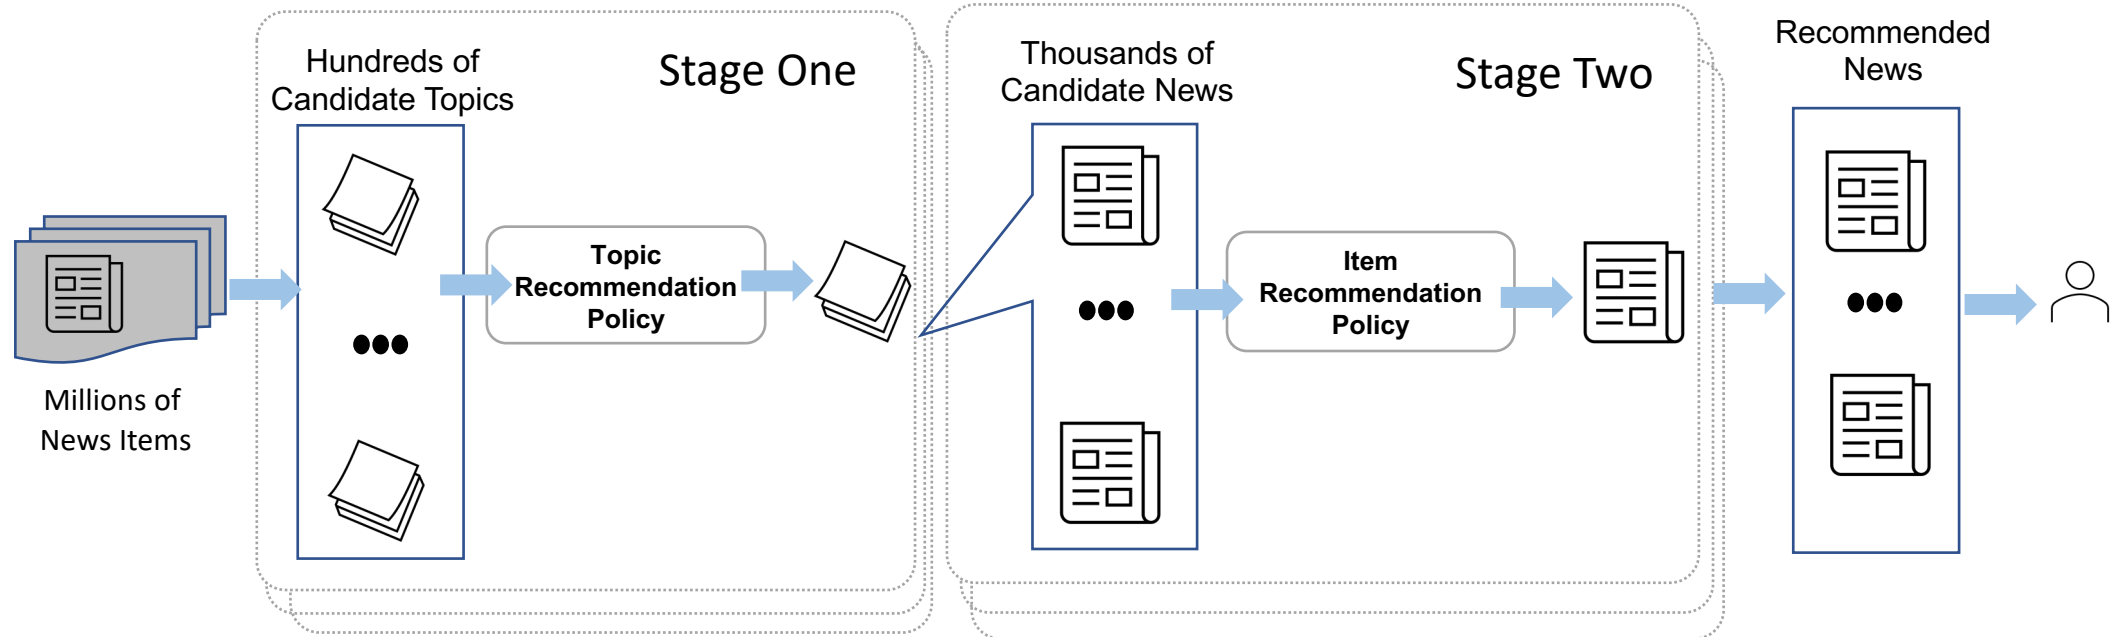 Millions of
News Items
Hundreds of
Candidate Topics
Stage One
Topic
Recommendation
Policy
Thousands of
Candidate News
Stage Two
Item
Recommendation
Policy
Recommended
News